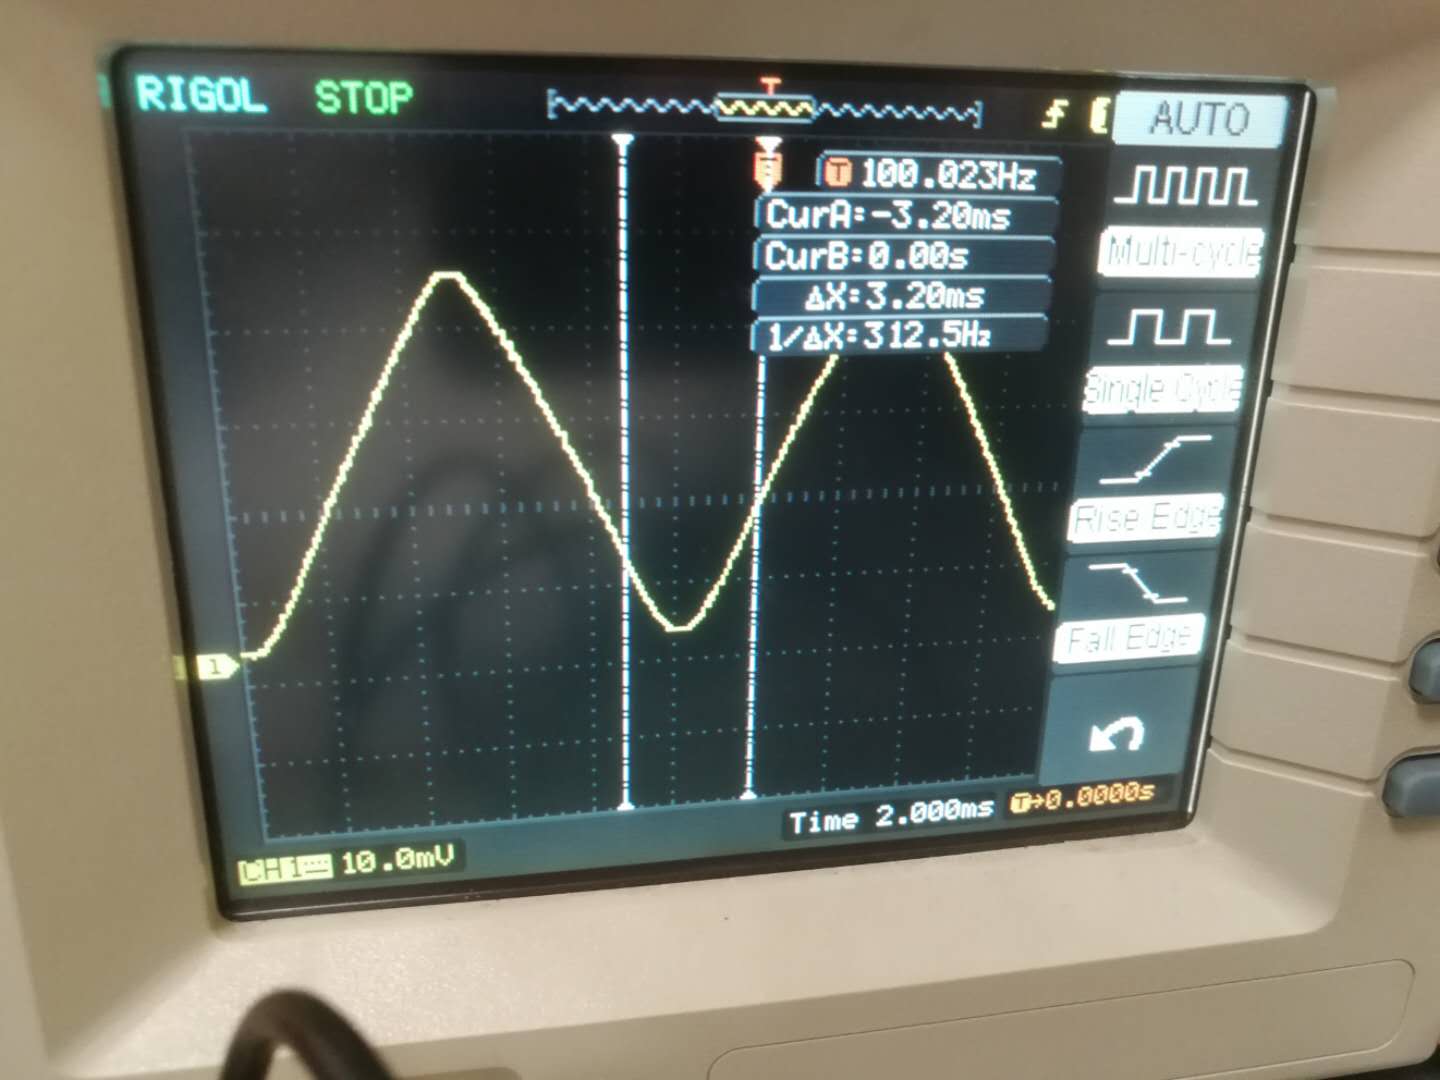 RIGOL STOP T AUTO
T 100.023Hz
CurA:-3.20ms
CurB:0.00s
ΔX:3.20ms
1/ΔX:312.5Hz
Multi-cycle
Single Cycle
Rise Edge
Fall Edge
1
Time 2.000ms T→0.0000s
CH1 10.0mV